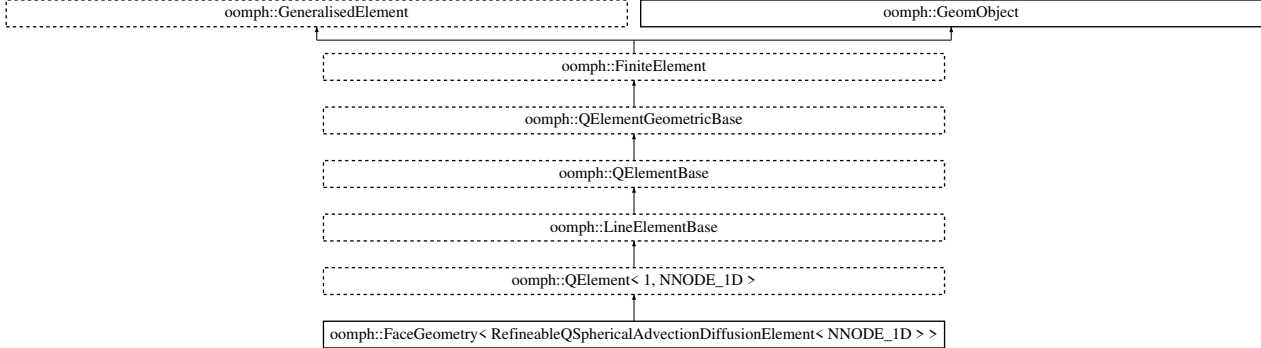 oomph::GeneralisedElement
oomph::GeomObject
oomph::FiniteElement
oomph::QElementGeometricBase
oomph::QElementBase
oomph::LineElementBase
oomph::QElement< 1, NNODE_1D >
oomph::FaceGeometry< RefineableQSphericalAdvectionDiffusionElement< NNODE_1D > >